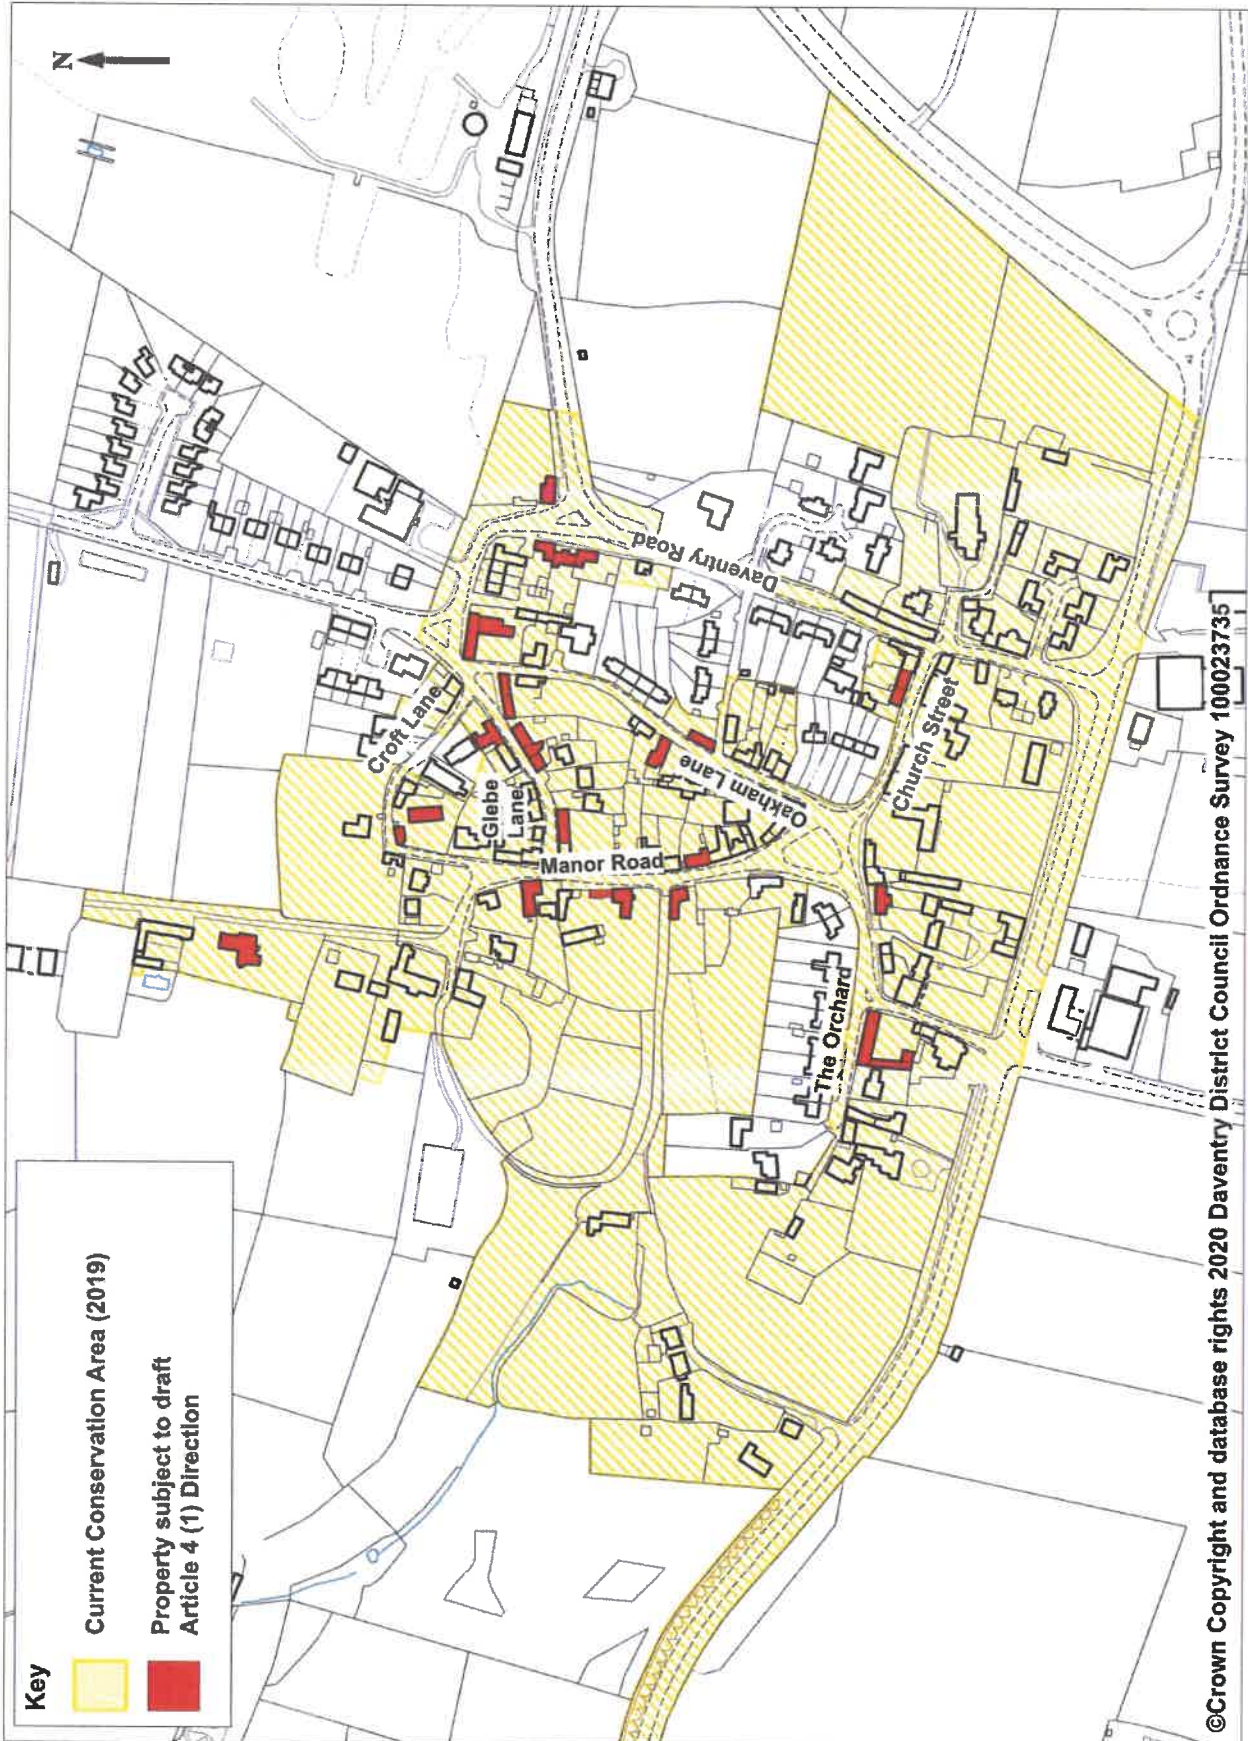 N
Key
Current Conservation Area (2019)
Property subject to draft
Article 4 (1) Direction
Croft Lane
Glebe
Lane
Manor Road
Oakham Lane
Daventry Road
Church Street
The Orchard
©Crown Copyright and database rights 2020 Daventry District Council Ordnance Survey 100023735